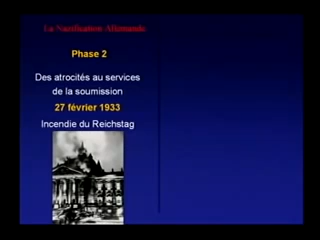 La Nazification Allemande
Phase 2
Des atrocités au services
de la soumission
27 février 1933
Incendie du Reichstag